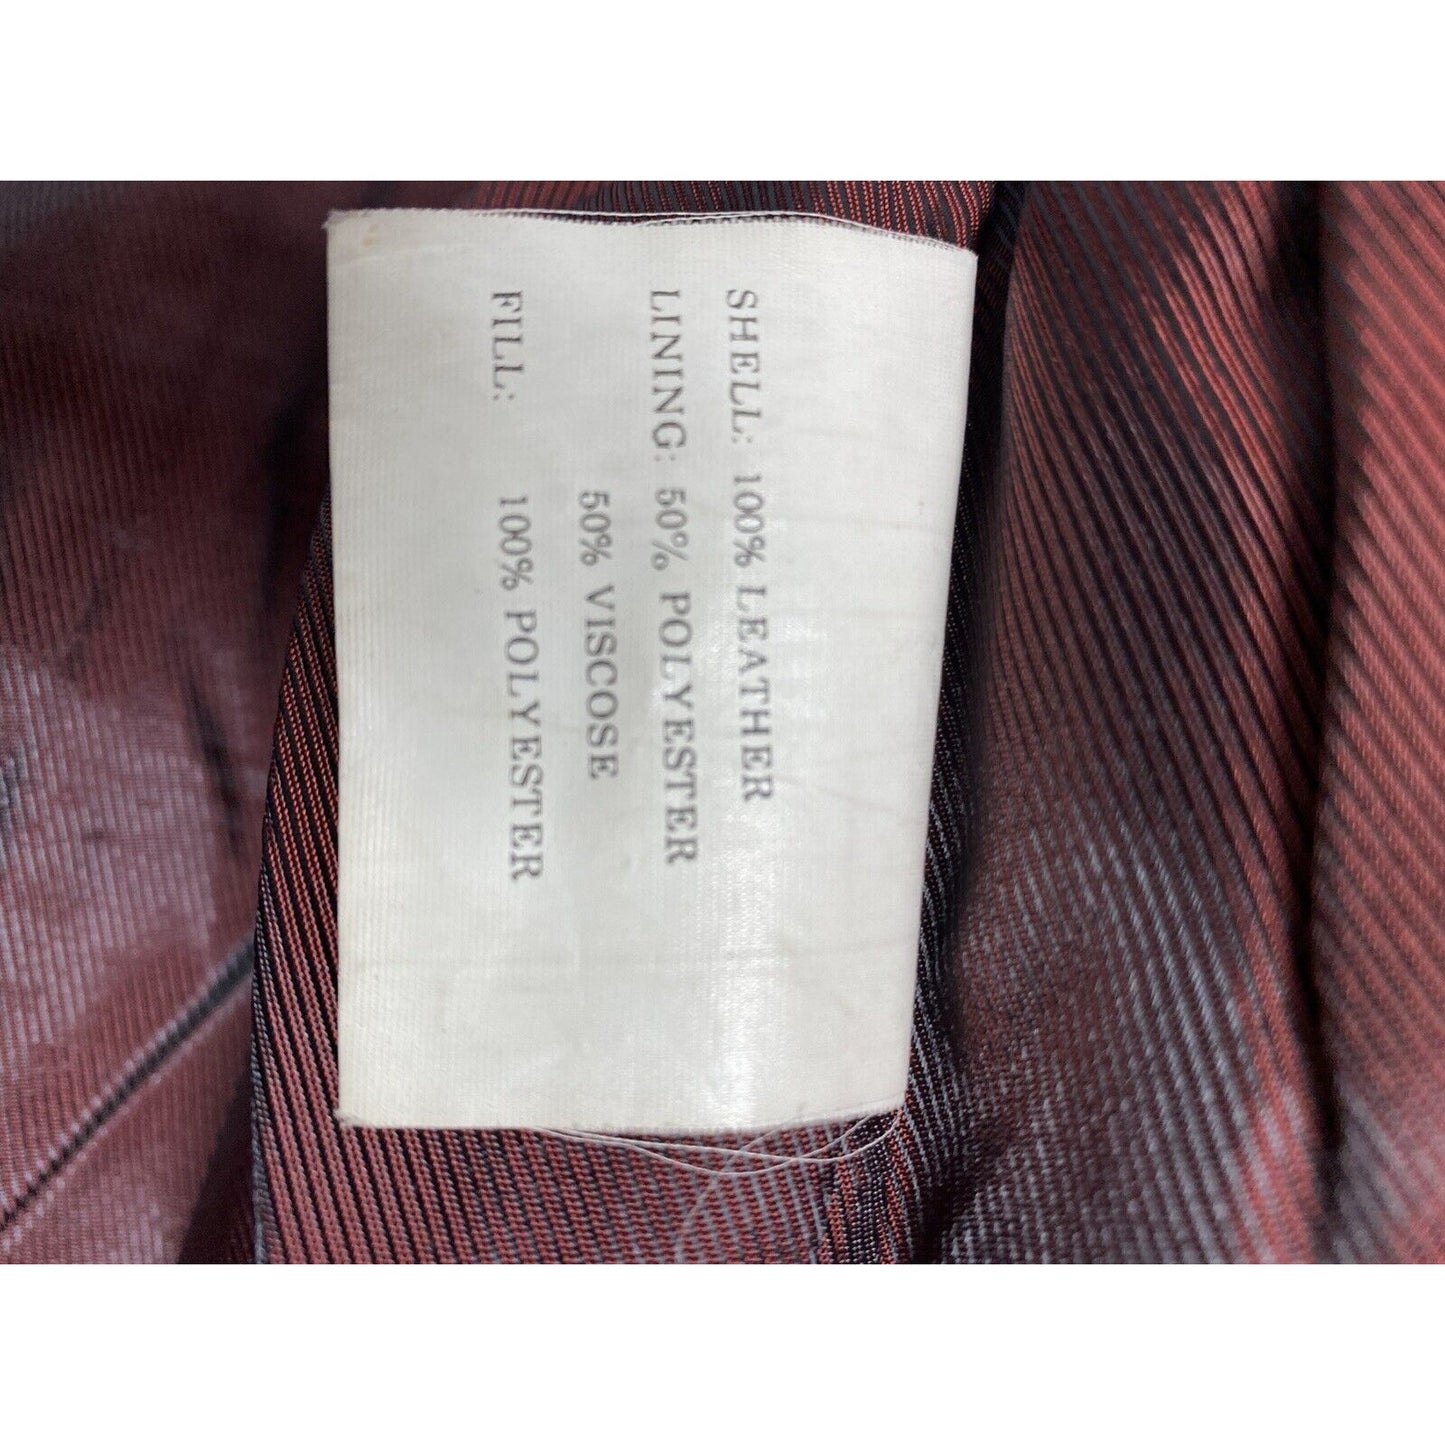 SHELL: 100% LEATHER
LINING: 50% POLYESTER
50% VISCOSE
FILL: 100% POLYESTER